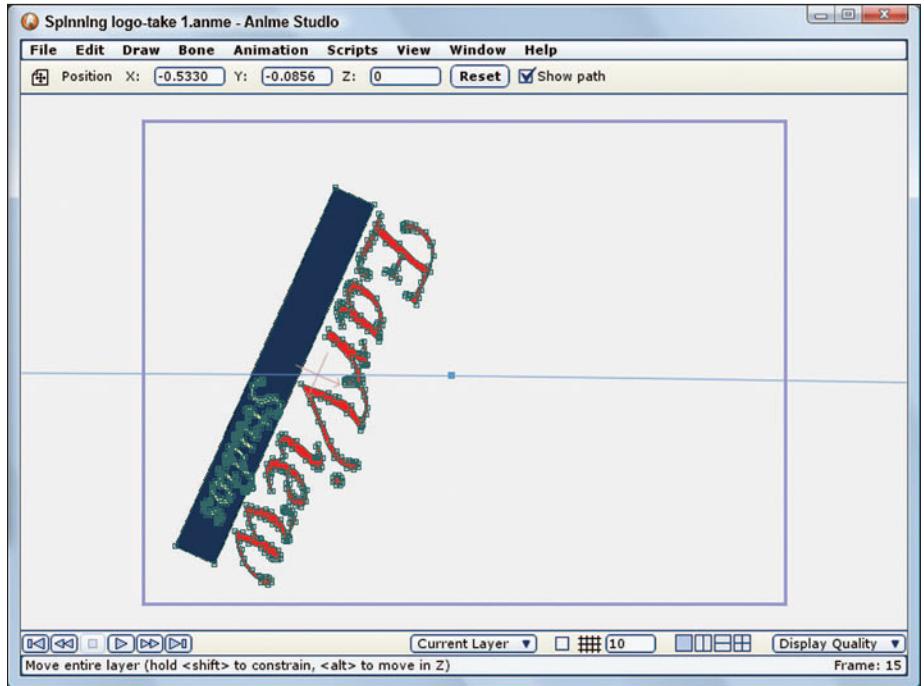 Spinning logo-take 1.anme - Anime Studio
File Edit Draw Bone Animation Scripts View Window Help
Position X: -0.5330 Y: -0.0856 Z: 0 Reset Show path
Current Layer 10 Display Quality
Move entire layer (hold <shift> to constrain, <alt> to move in Z) Frame: 15